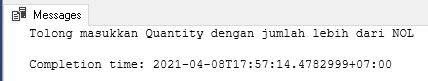 Messages
Tolong masukkan Quantity dengan jumlah lebih dari NOL
Completion time: 2021-04-08T17:57:14.4782999+07:00